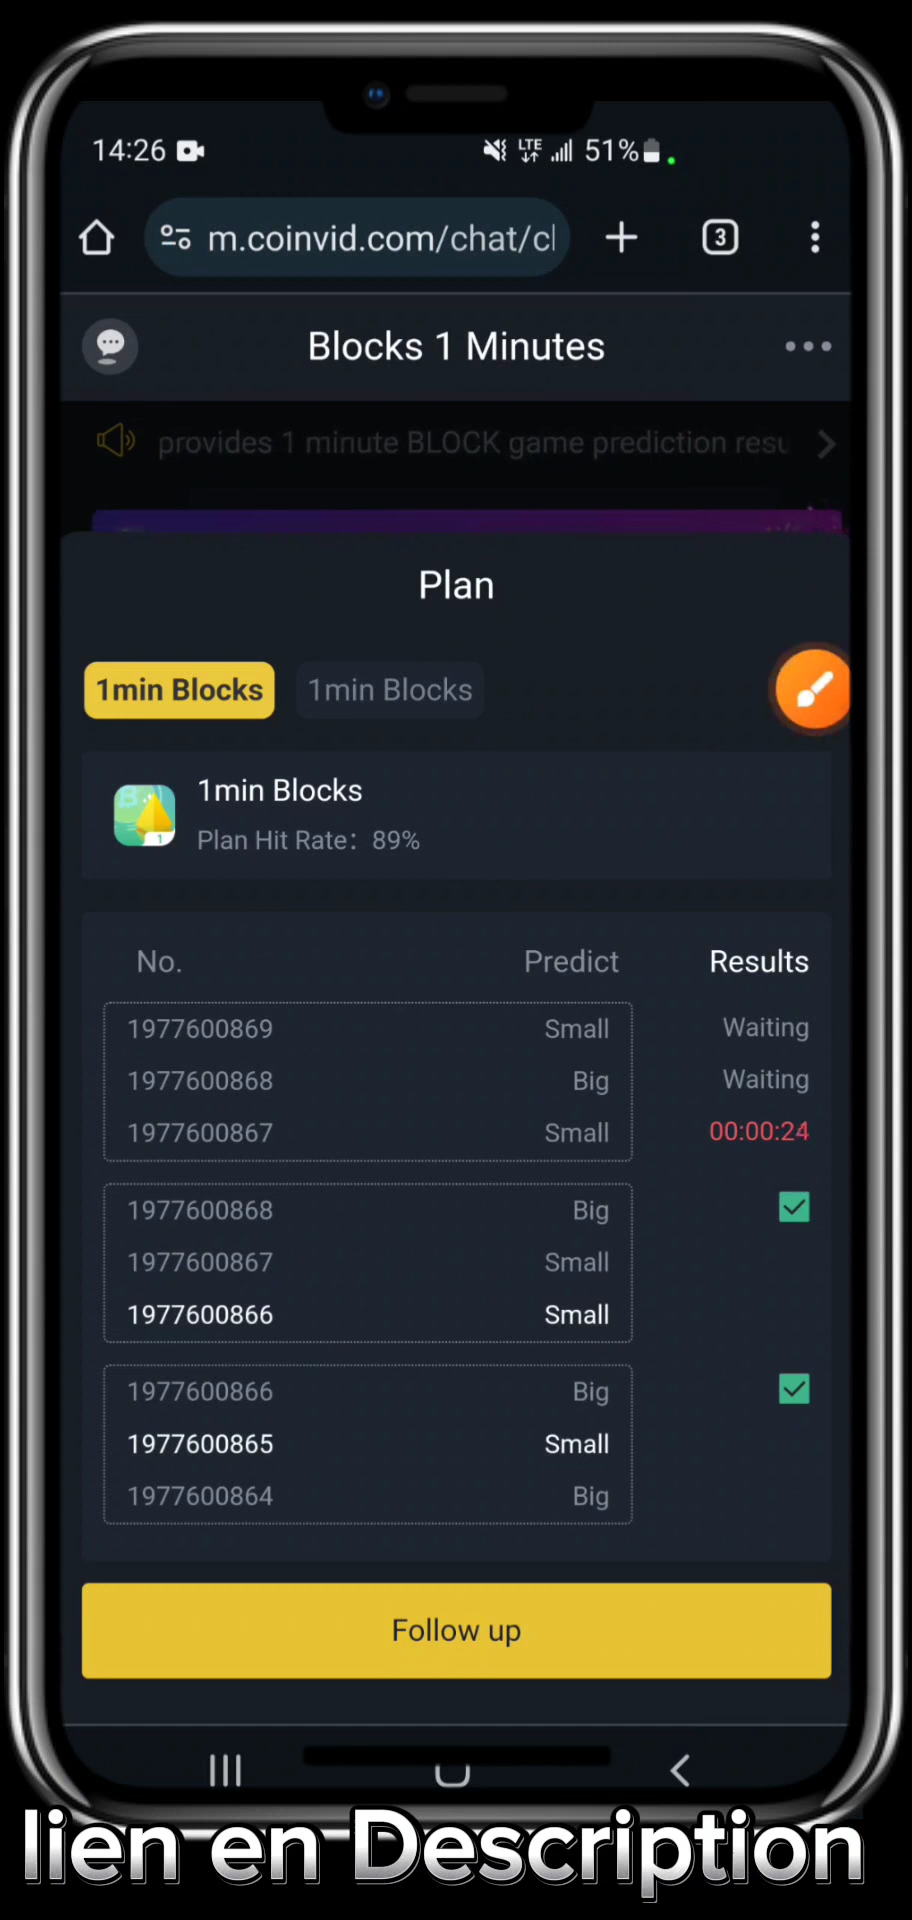 14:26 LTE 51%
m.coinvid.com/chat/cl
3
Blocks 1 Minutes
provides 1 minute BLOCK game prediction resu
Plan
1min Blocks 1min Blocks
1min Blocks
1
Plan Hit Rate: 89%
No. Predict Results
1977600869 Small Waiting
1977600868 Big Waiting
1977600867 Small 00:00:24
1977600868 Big
1977600867 Small
1977600866 Small
1977600866 Big
1977600865 Small
1977600864 Big
Follow up
lien en Description